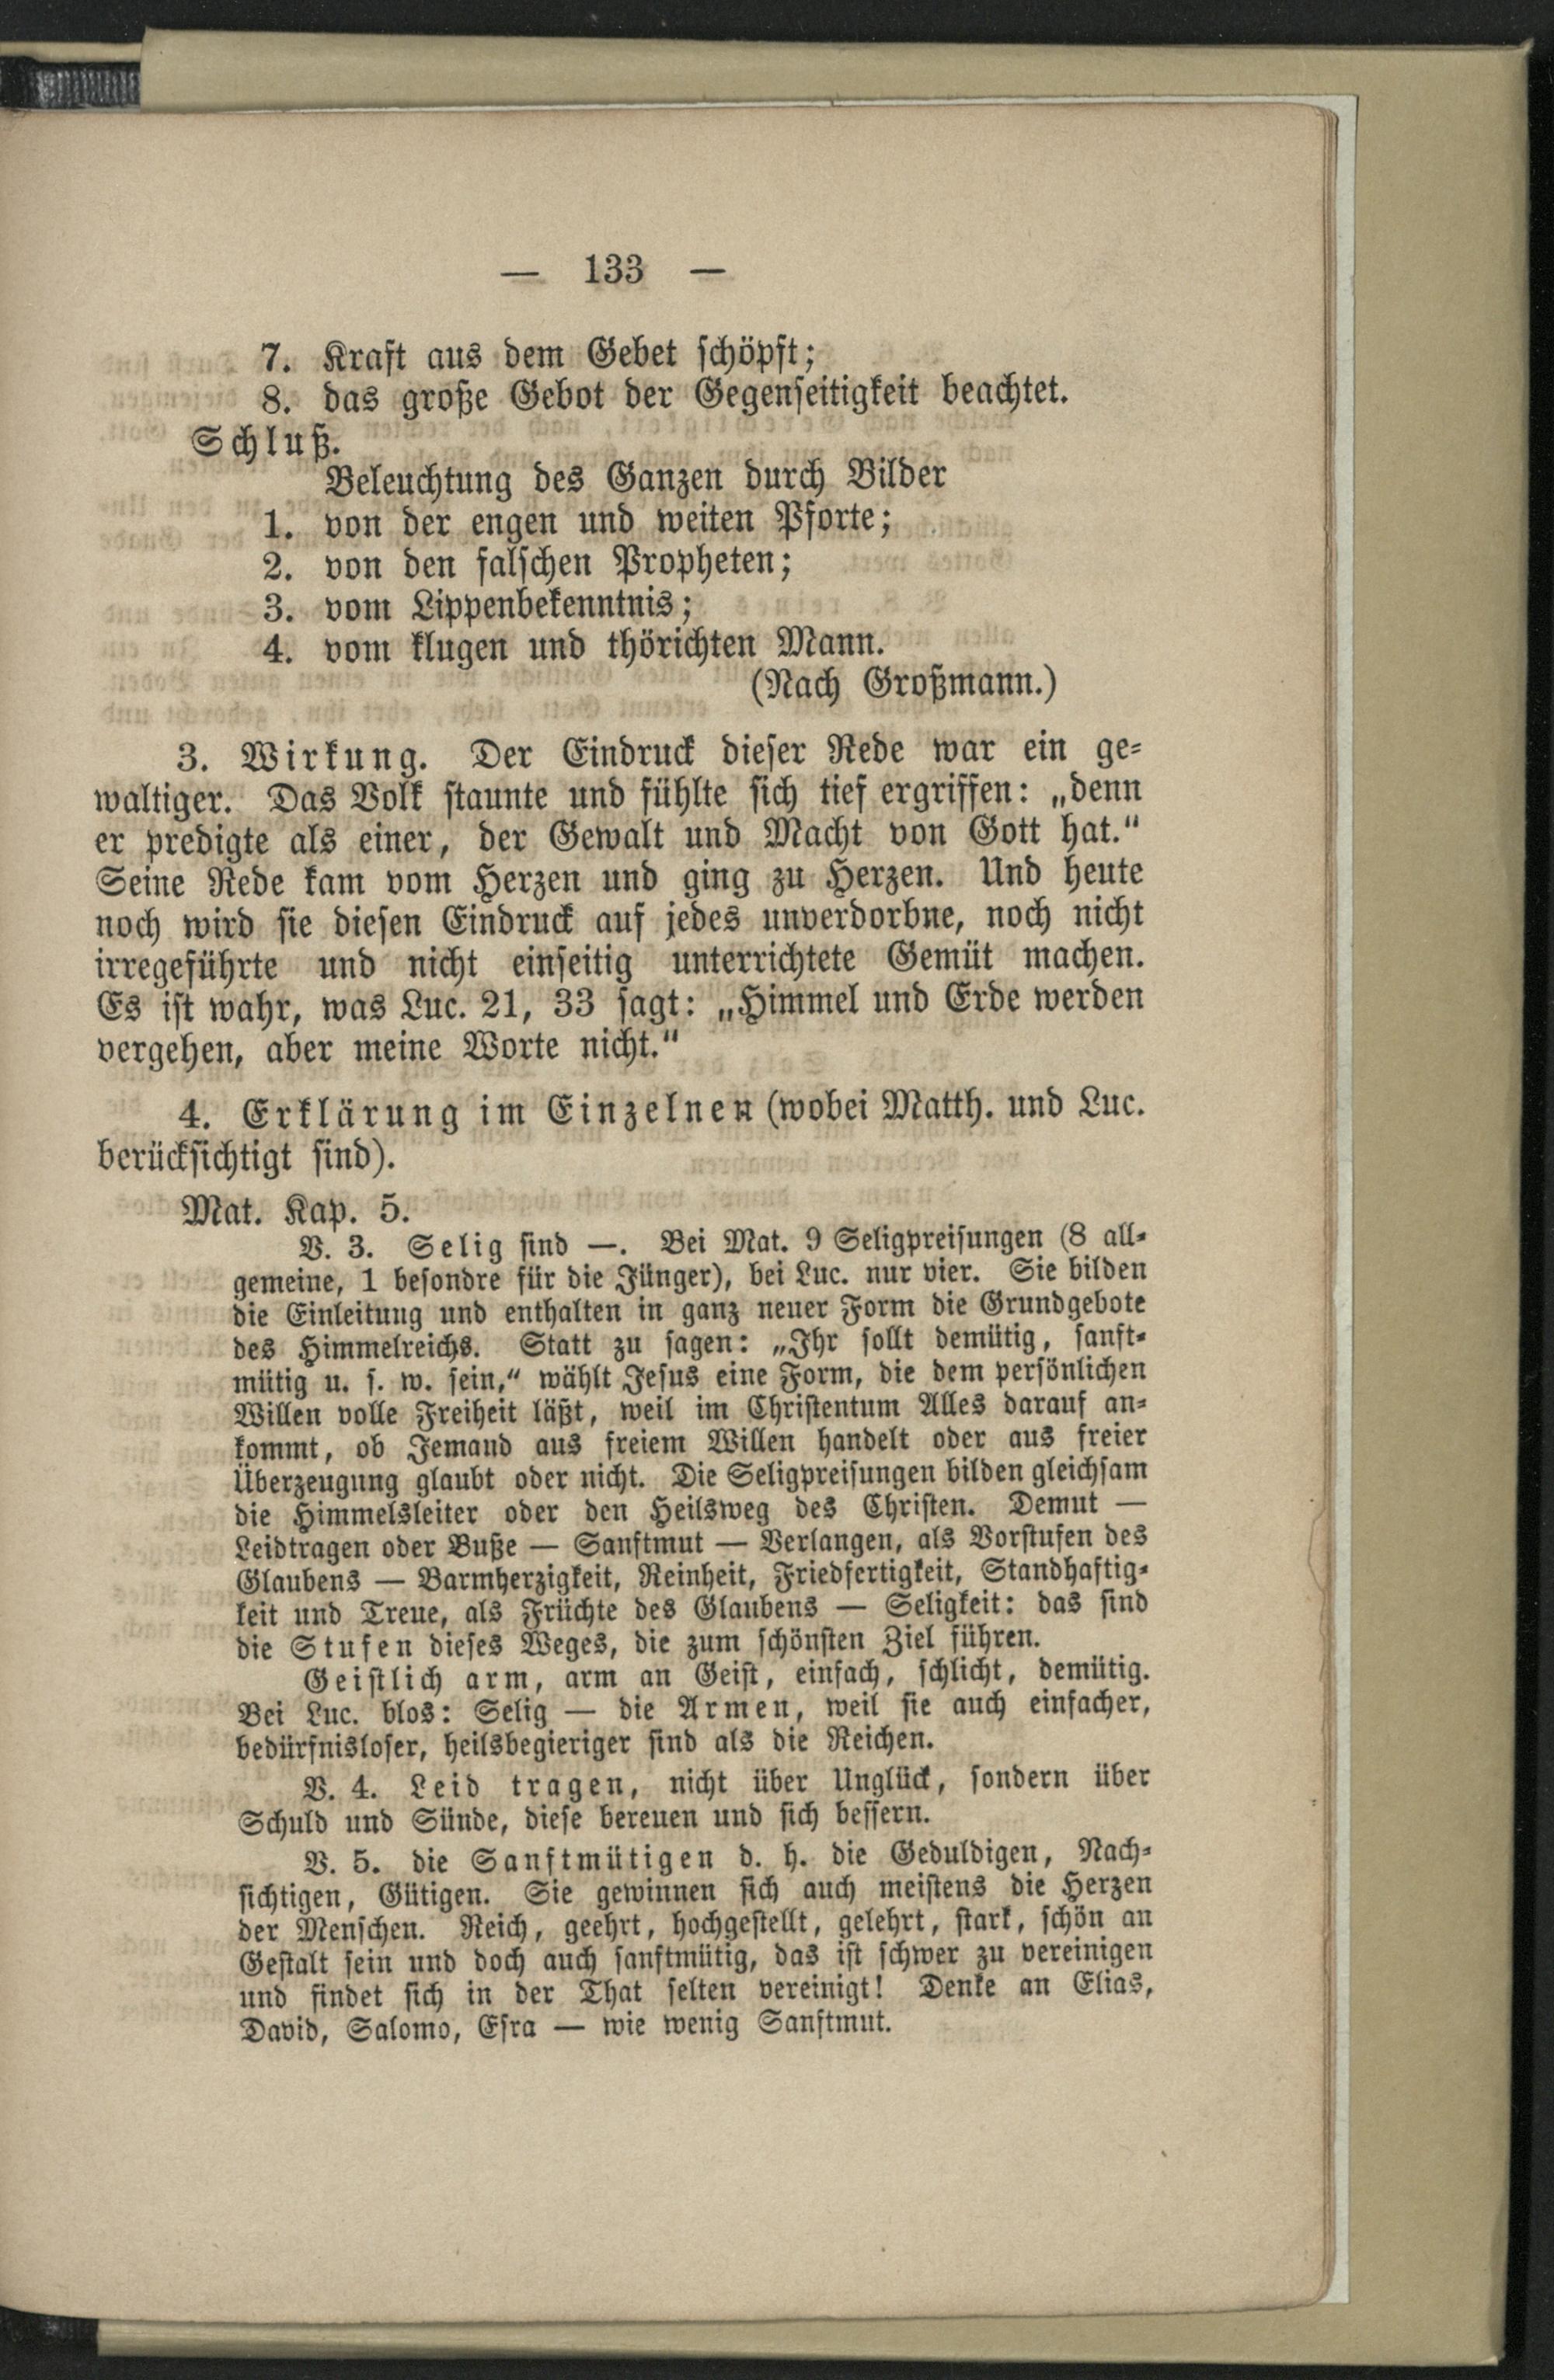 — 133 —
7. Kraft aus dem Gebet schöpft;
8. das große Gebot der Gegenseitigkeit beachtet.
Schluß.
Beleuchtung des Ganzen durch Bilder
1. von der engen und weiten Pforte;
2. von den falschen Propheten;
3. vom Lippenbekenntnis;
4. vom klugen und thörichten Mann.
(Nach Großmann.)
3. Wirkung. Der Eindruck dieser Rede war ein ge-
waltiger. Das Volk staunte und fühlte sich tief ergriffen: „denn
er predigte als einer, der Gewalt und Macht von Gott hat.“
Seine Rede kam vom Herzen und ging zu Herzen. Und heute
noch wird sie diesen Eindruck auf jedes unverdorbne, noch nicht
irregeführte und nicht einseitig unterrichtete Gemüt machen.
Es ist wahr, was Luc. 21, 33 sagt: „Himmel und Erde werden
vergehen, aber meine Worte nicht.“
4. Erklärung im Einzelnen (wobei Matth. und Luc.
berücksichtigt sind).
Mat. Kap. 5.
V. 3. Selig sind —. Bei Mat. 9 Seligpreisungen (8 all-
gemeine, 1 besondre für die Jünger), bei Luc. nur vier. Sie bilden
die Einleitung und enthalten in ganz neuer Form die Grundgebote
des Himmelreichs. Statt zu sagen: „Ihr sollt demütig, sanft-
mütig u. s. w. sein,“ wählt Jesus eine Form, die dem persönlichen
Willen volle Freiheit läßt, weil im Christentum Alles darauf an-
kommt, ob Jemand aus freiem Willen handelt oder aus freier
Überzeugung glaubt oder nicht. Die Seligpreisungen bilden gleichsam
die Himmelsleiter oder den Heilsweg des Christen. Demut —
Leidtragen oder Buße — Sanftmut — Verlangen, als Vorstufen des
Glaubens — Barmherzigkeit, Reinheit, Friedfertigkeit, Standhaftig-
keit und Treue, als Früchte des Glaubens — Seligkeit: das sind
die Stufen dieses Weges, die zum schönsten Ziel führen.
Geistlich arm, arm an Geist, einfach, schlicht, demütig.
Bei Luc. blos: Selig — die Armen, weil sie auch einfacher,
bedürfnisloser, heilsbegieriger sind als die Reichen.
V. 4. Leid tragen, nicht über Unglück, sondern über
Schuld und Sünde, diese bereuen und sich bessern.
V. 5. die Sanftmütigen d. h. die Geduldigen, Nach-
sichtigen, Gütigen. Sie gewinnen sich auch meistens die Herzen
der Menschen. Reich, geehrt, hochgestellt, gelehrt, stark, schön an
Gestalt sein und doch auch sanftmütig, das ist schwer zu vereinigen
und findet sich in der That selten vereinigt! Denke an Elias,
David, Salomo, Esra — wie wenig Sanftmut.